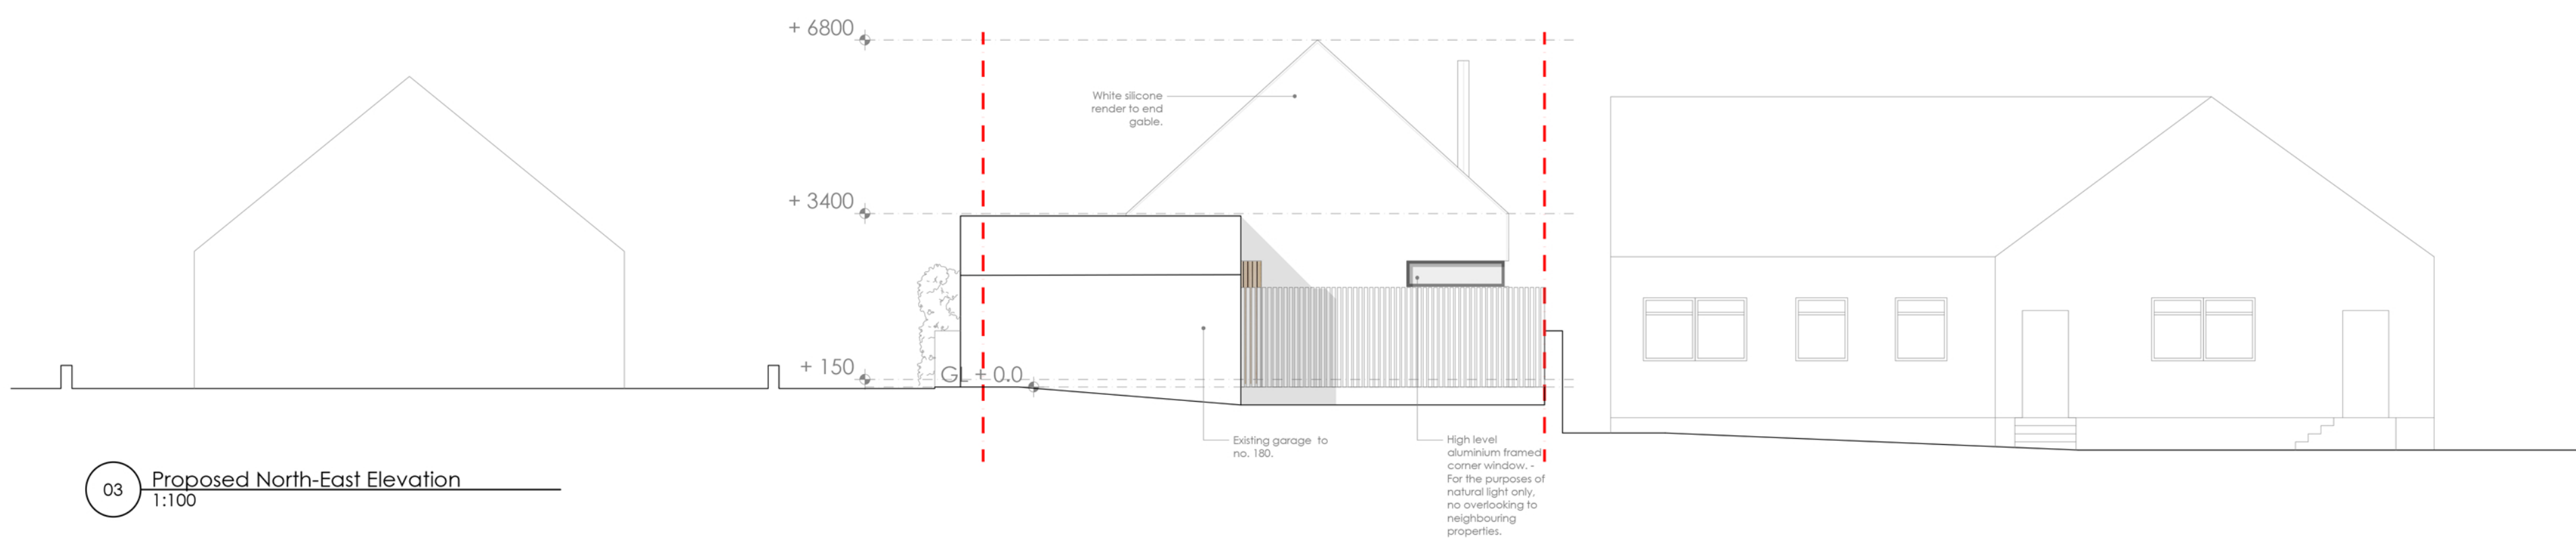 + 6800
White silicone
render to end
gable.
+ 3400
+ 150
GL + 0.0
Existing garage to
no. 180.
High level
aluminium framed
corner window. -
For the purposes of
natural light only,
no overlooking to
neighbouring
properties.
03
Proposed North-East Elevation
1:100